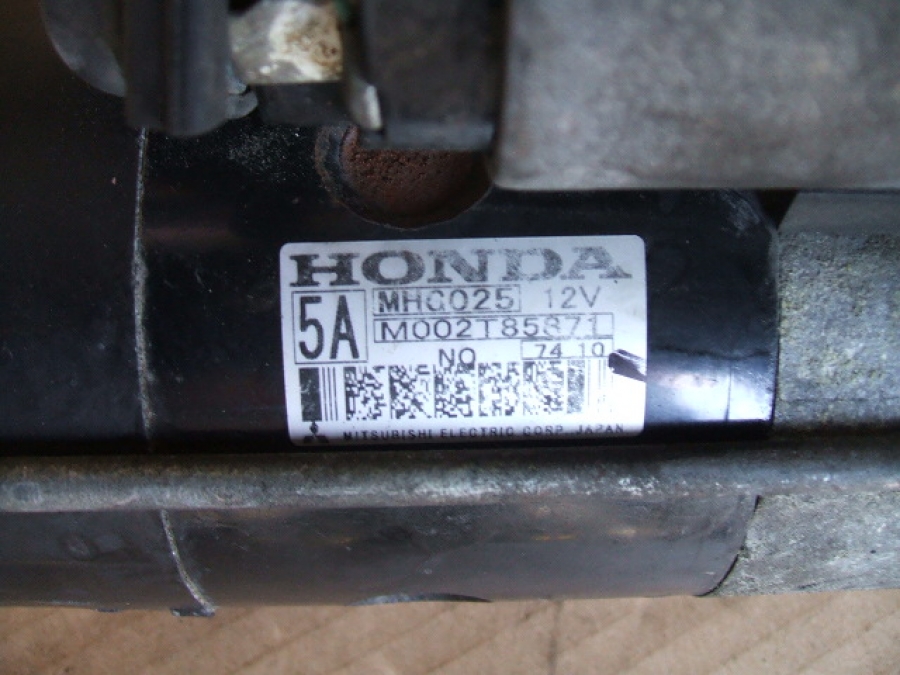 HONDA
5A
MHG025 12V
M002T85871
NO 74 10
MITSUBISHI ELECTRIC CORP. JAPAN